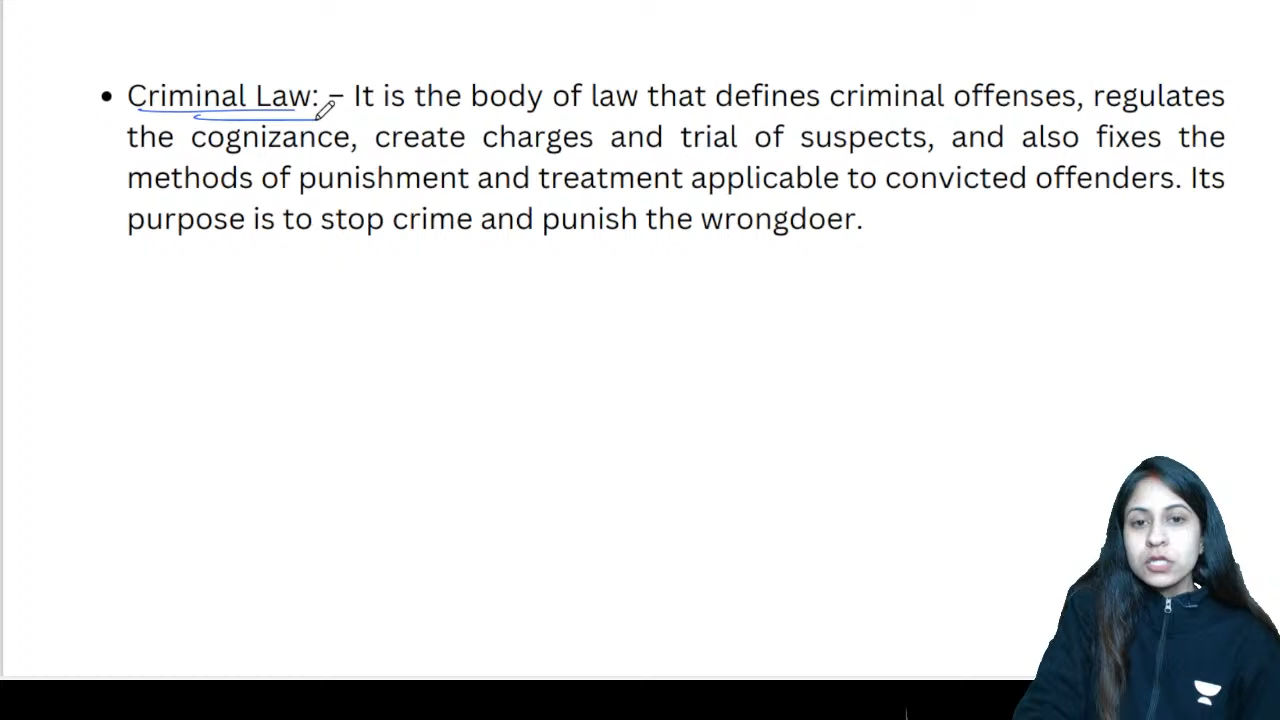 • Criminal Law: – It is the body of law that defines criminal offenses, regulates
the cognizance, create charges and trial of suspects, and also fixes the
methods of punishment and treatment applicable to convicted offenders. Its
purpose is to stop crime and punish the wrongdoer.